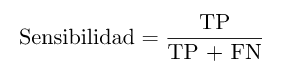 Sensibilidad = TP / TP + FN